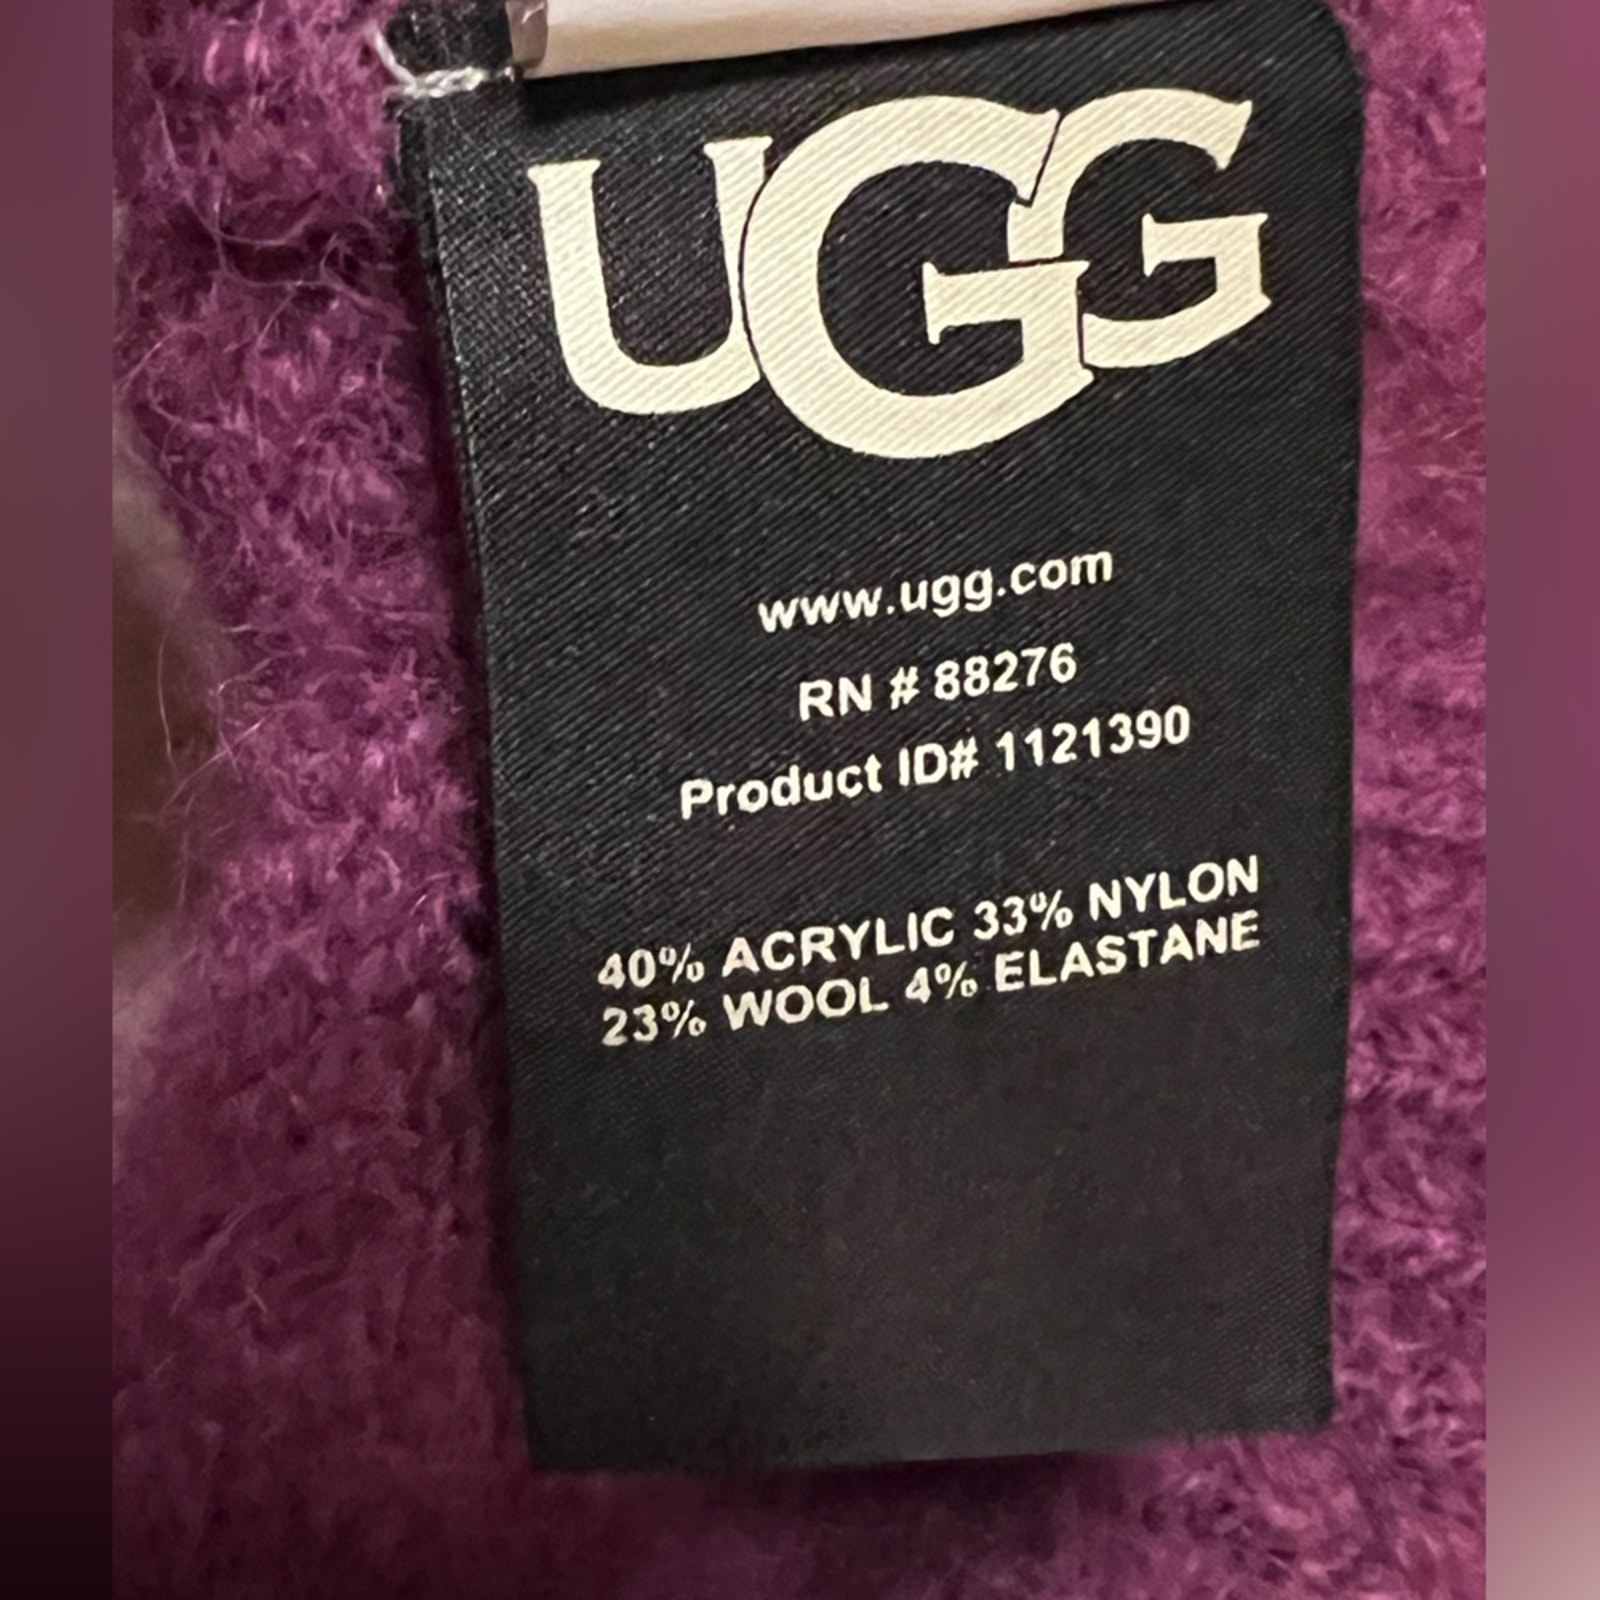 UGG
www.ugg.com
RN # 88276
Product ID# 1121390
40% ACRYLIC 33% NYLON
23% WOOL 4% ELASTANE